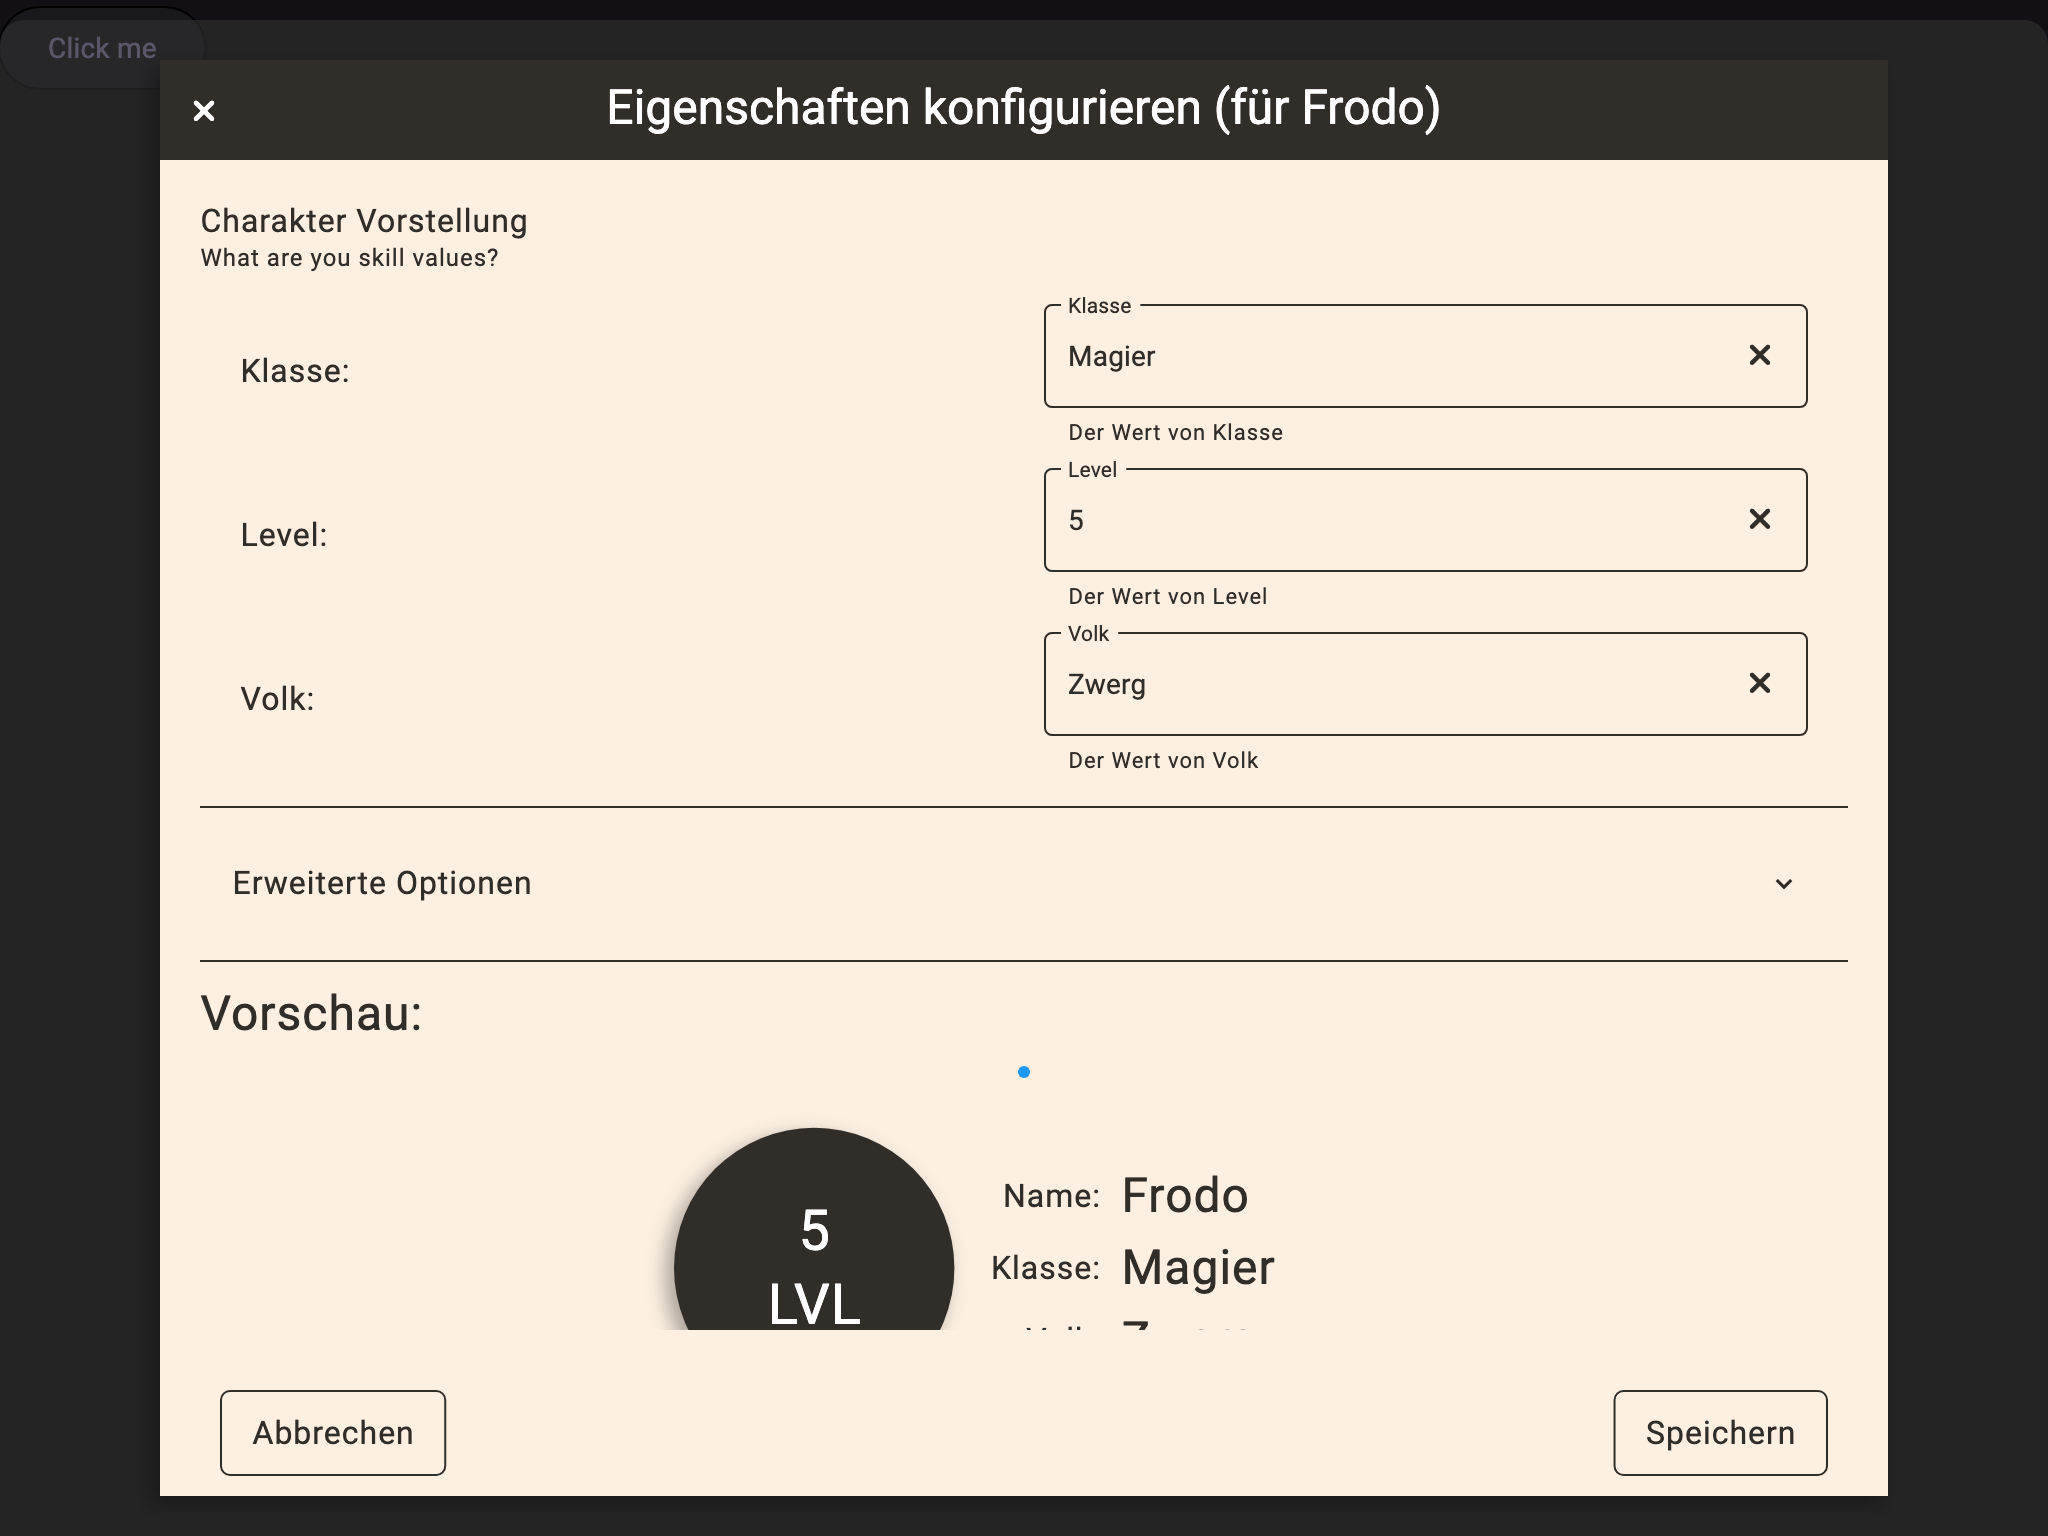 Click me
Eigenschaften konfigurieren (für Frodo)
Charakter Vorstellung
What are you skill values?
Klasse:
Klasse
Magier
Der Wert von Klasse
Level:
Level
5
Der Wert von Level
Volk:
Volk
Zwerg
Der Wert von Volk
Erweiterte Optionen
Vorschau:
5
LVL
Name: Frodo
Klasse: Magier
Abbrechen
Speichern